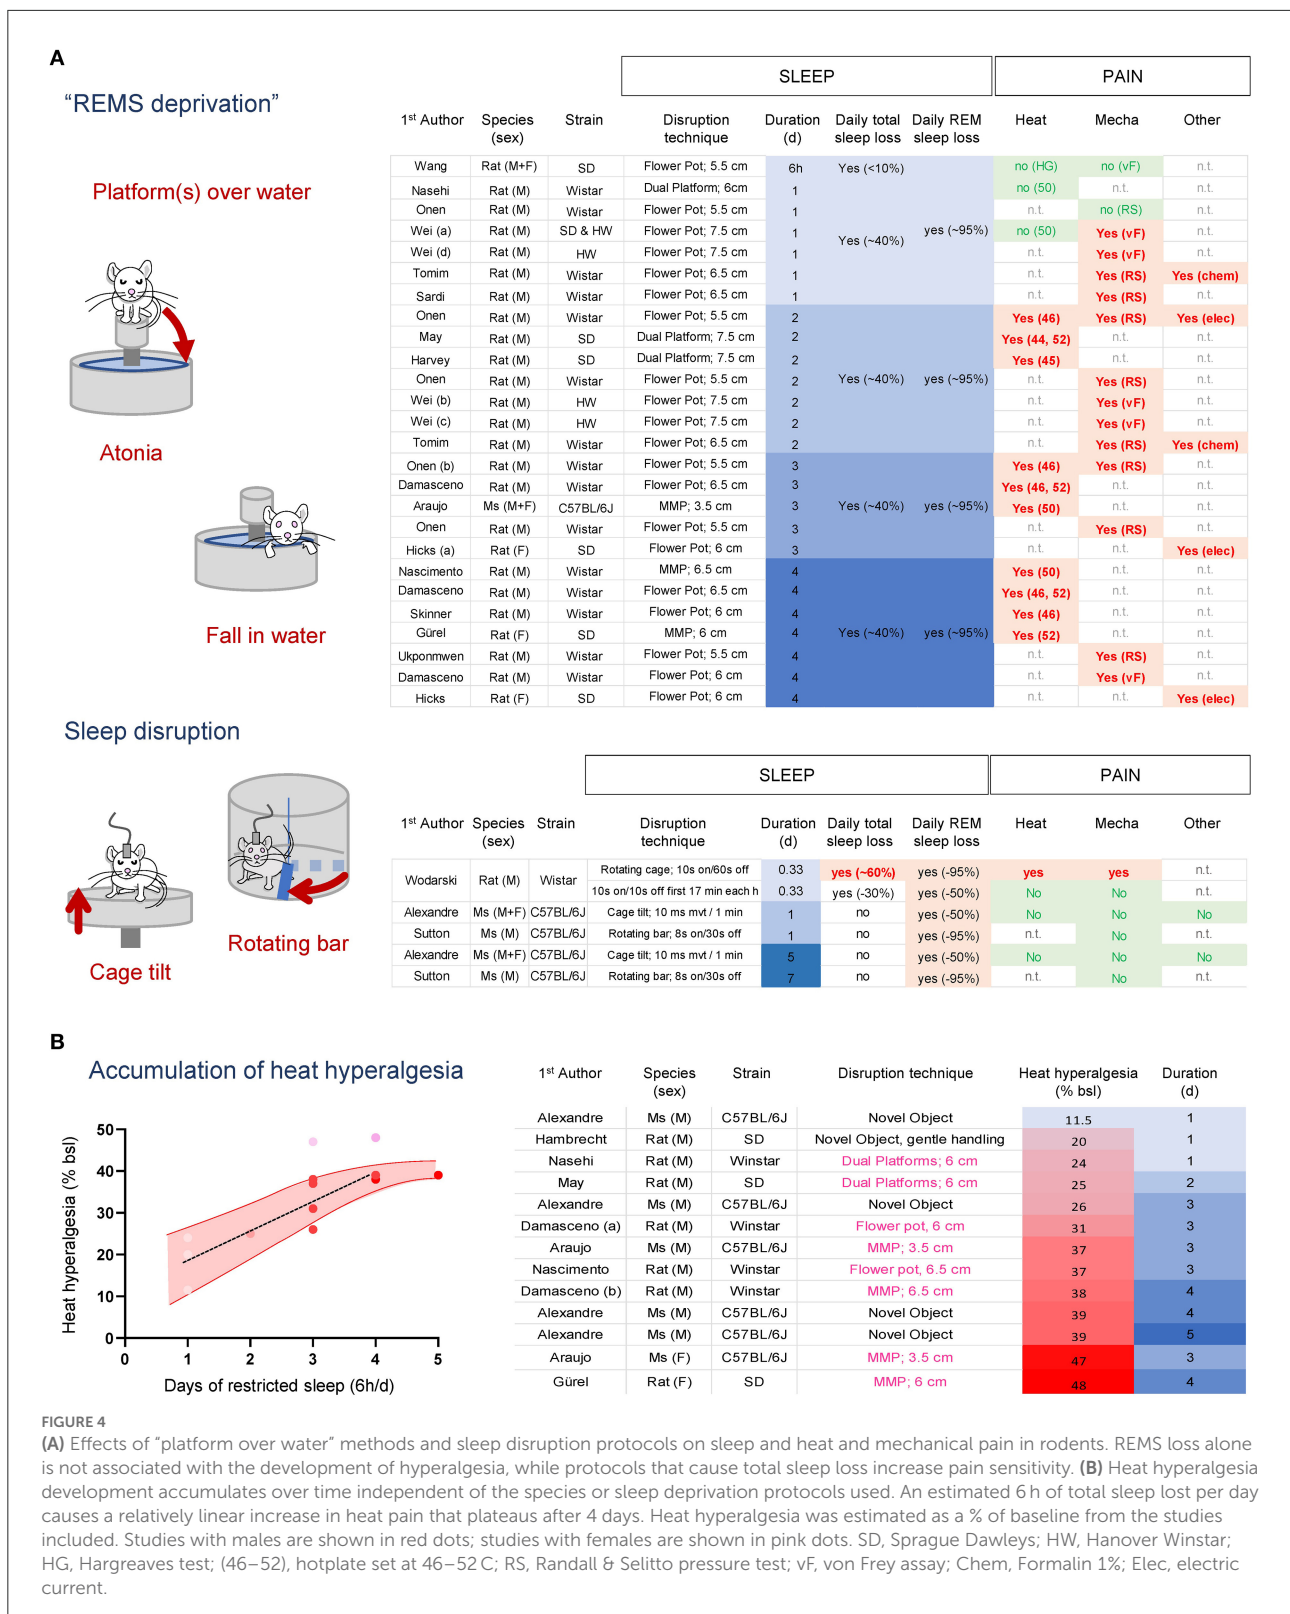 A
"REMS deprivation"
Platform(s) over water
Atonia
Fall in water
SLEEP PAIN
1st Author Species (sex) Strain Disruption technique Duration (d) Daily total sleep loss Daily REM sleep loss Heat Mecha Other
Wang Rat (M+F) SD Flower Pot; 5.5 cm 6h Yes (<10%) no (HG) no (vF) n.t.
Nasehi Rat (M) Wistar Dual Platform; 6cm 1 no (50) n.t. n.t.
Onen Rat (M) Wistar Flower Pot; 5.5 cm 1 n.t. no (RS) n.t.
Wei (a) Rat (M) SD & HW Flower Pot; 7.5 cm 1 Yes (~40%) yes (~95%) no (50) Yes (vF) n.t.
Wei (d) Rat (M) HW Flower Pot; 7.5 cm 1 n.t. Yes (vF) n.t.
Tomim Rat (M) Wistar Flower Pot; 6.5 cm 1 n.t. Yes (RS) Yes (chem)
Sardi Rat (M) Wistar Flower Pot; 6.5 cm 1 n.t. Yes (RS) n.t.
Onen Rat (M) Wistar Flower Pot; 5.5 cm 2 Yes (46) Yes (RS) Yes (elec)
May Rat (M) SD Dual Platform; 7.5 cm 2 Yes (44, 52) n.t. n.t.
Harvey Rat (M) SD Dual Platform; 7.5 cm 2 Yes (45) n.t. n.t.
Onen Rat (M) Wistar Flower Pot; 5.5 cm 2 Yes (~40%) yes (~95%) n.t. Yes (RS) n.t.
Wei (b) Rat (M) HW Flower Pot; 7.5 cm 2 n.t. Yes (vF) n.t.
Wei (c) Rat (M) HW Flower Pot; 7.5 cm 2 n.t. Yes (vF) n.t.
Tomim Rat (M) Wistar Flower Pot; 6.5 cm 2 n.t. Yes (RS) Yes (chem)
Onen (b) Rat (M) Wistar Flower Pot; 5.5 cm 3 Yes (46) Yes (RS) n.t.
Damasceno Rat (M) Wistar Flower Pot; 6.5 cm 3 Yes (46, 52) n.t. n.t.
Araujo Ms (M+F) C57BL/6J MMP; 3.5 cm 3 Yes (~40%) yes (~95%) Yes (50) n.t. n.t.
Onen Rat (M) Wistar Flower Pot; 5.5 cm 3 n.t. Yes (RS) n.t.
Hicks (a) Rat (F) SD Flower Pot; 6 cm 3 n.t. n.t. Yes (elec)
Nascimento Rat (M) Wistar MMP; 6.5 cm 4 Yes (50) n.t. n.t.
Damasceno Rat (M) Wistar Flower Pot; 6.5 cm 4 Yes (46, 52) n.t. n.t.
Skinner Rat (M) Wistar Flower Pot; 6 cm 4 Yes (46) n.t. n.t.
Gürel Rat (F) SD MMP; 6 cm 4 Yes (~40%) yes (~95%) Yes (52) n.t. n.t.
Ukponmwen Rat (M) Wistar Flower Pot; 5.5 cm 4 n.t. Yes (RS) n.t.
Damasceno Rat (M) Wistar Flower Pot; 6 cm 4 n.t. Yes (vF) n.t.
Hicks Rat (F) SD Flower Pot; 6 cm 4 n.t. n.t. Yes (elec)
Sleep disruption
Cage tilt
Rotating bar
SLEEP PAIN
1st Author Species (sex) Strain Disruption technique Duration (d) Daily total sleep loss Daily REM sleep loss Heat Mecha Other
Wodarski Rat (M) Wistar Rotating cage; 10s on/60s off 0.33 yes (~60%) yes (-95%) yes yes n.t.
10s on/10s off first 17 min each h 0.33 yes (-30%) yes (-50%) No No n.t.
Alexandre Ms (M+F) C57BL/6J Cage tilt; 10 ms mvt / 1 min 1 no yes (-50%) No No No
Sutton Ms (M) C57BL/6J Rotating bar; 8s on/30s off 1 no yes (-95%) n.t. No n.t.
Alexandre Ms (M+F) C57BL/6J Cage tilt; 10 ms mvt / 1 min 5 no yes (-50%) No No No
Sutton Ms (M) C57BL/6J Rotating bar; 8s on/30s off 7 no yes (-95%) n.t. No n.t.
B
Accumulation of heat hyperalgesia
Heat hyperalgesia (% bsl)
50
40
30
20
10
0
0 1 2 3 4 5
Days of restricted sleep (6h/d)
1st Author Species (sex) Strain Disruption technique Heat hyperalgesia (% bsl) Duration (d)
Alexandre Ms (M) C57BL/6J Novel Object 11.5 1
Hambrecht Rat (M) SD Novel Object, gentle handling 20 1
Nasehi Rat (M) Winstar Dual Platforms; 6 cm 24 1
May Rat (M) SD Dual Platforms; 6 cm 25 2
Alexandre Ms (M) C57BL/6J Novel Object 26 3
Damasceno (a) Rat (M) Winstar Flower pot, 6 cm 31 3
Araujo Ms (M) C57BL/6J MMP; 3.5 cm 37 3
Nascimento Rat (M) Winstar Flower pot, 6.5 cm 37 3
Damasceno (b) Rat (M) Winstar MMP; 6.5 cm 38 4
Alexandre Ms (M) C57BL/6J Novel Object 39 4
Alexandre Ms (M) C57BL/6J Novel Object 39 5
Araujo Ms (F) C57BL/6J MMP; 3.5 cm 47 3
Gürel Rat (F) SD MMP; 6 cm 48 4
FIGURE 4
(A) Effects of "platform over water" methods and sleep disruption protocols on sleep and heat and mechanical pain in rodents. REMS loss alone
is not associated with the development of hyperalgesia, while protocols that cause total sleep loss increase pain sensitivity. (B) Heat hyperalgesia
development accumulates over time independent of the species or sleep deprivation protocols used. An estimated 6 h of total sleep lost per day
causes a relatively linear increase in heat pain that plateaus after 4 days. Heat hyperalgesia was estimated as a % of baseline from the studies
included. Studies with males are shown in red dots; studies with females are shown in pink dots. SD, Sprague Dawleys; HW, Hanover Winstar;
HG, Hargreaves test; (46–52), hotplate set at 46–52 C; RS, Randall & Selitto pressure test; vF, von Frey assay; Chem, Formalin 1%; Elec, electric
current.